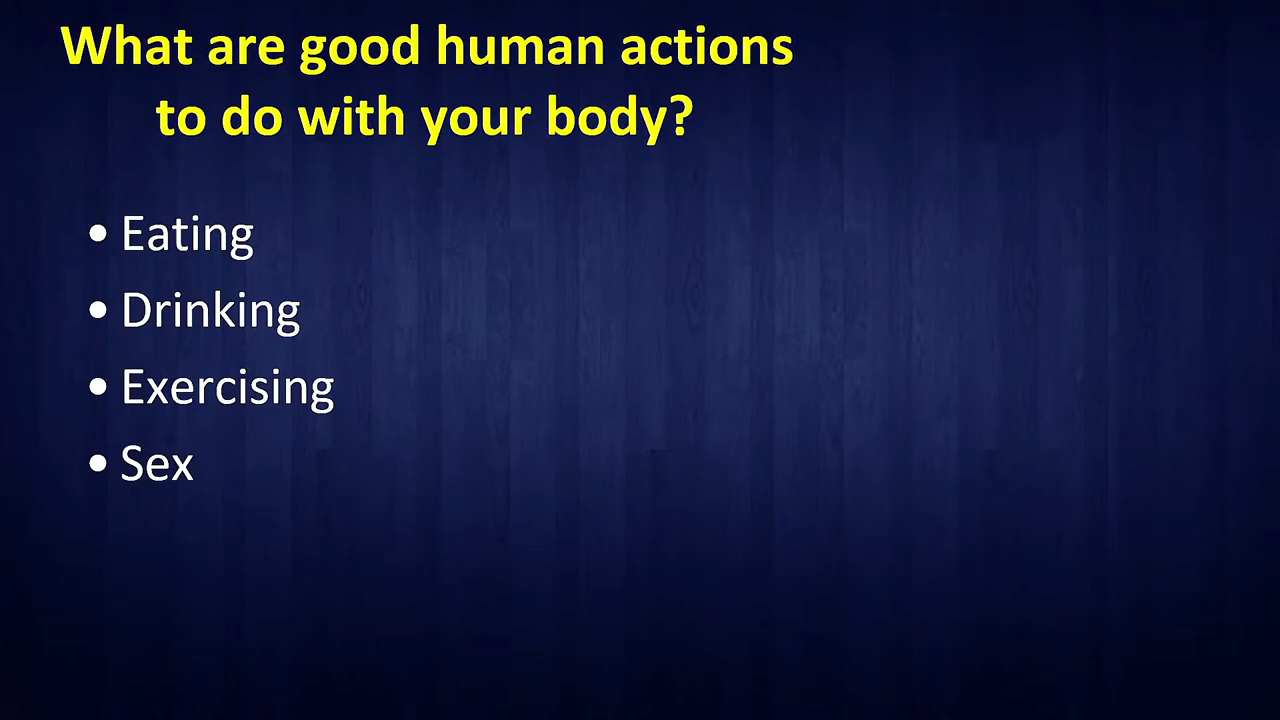 What are good human actions
to do with your body?
• Eating
• Drinking
• Exercising
• Sex